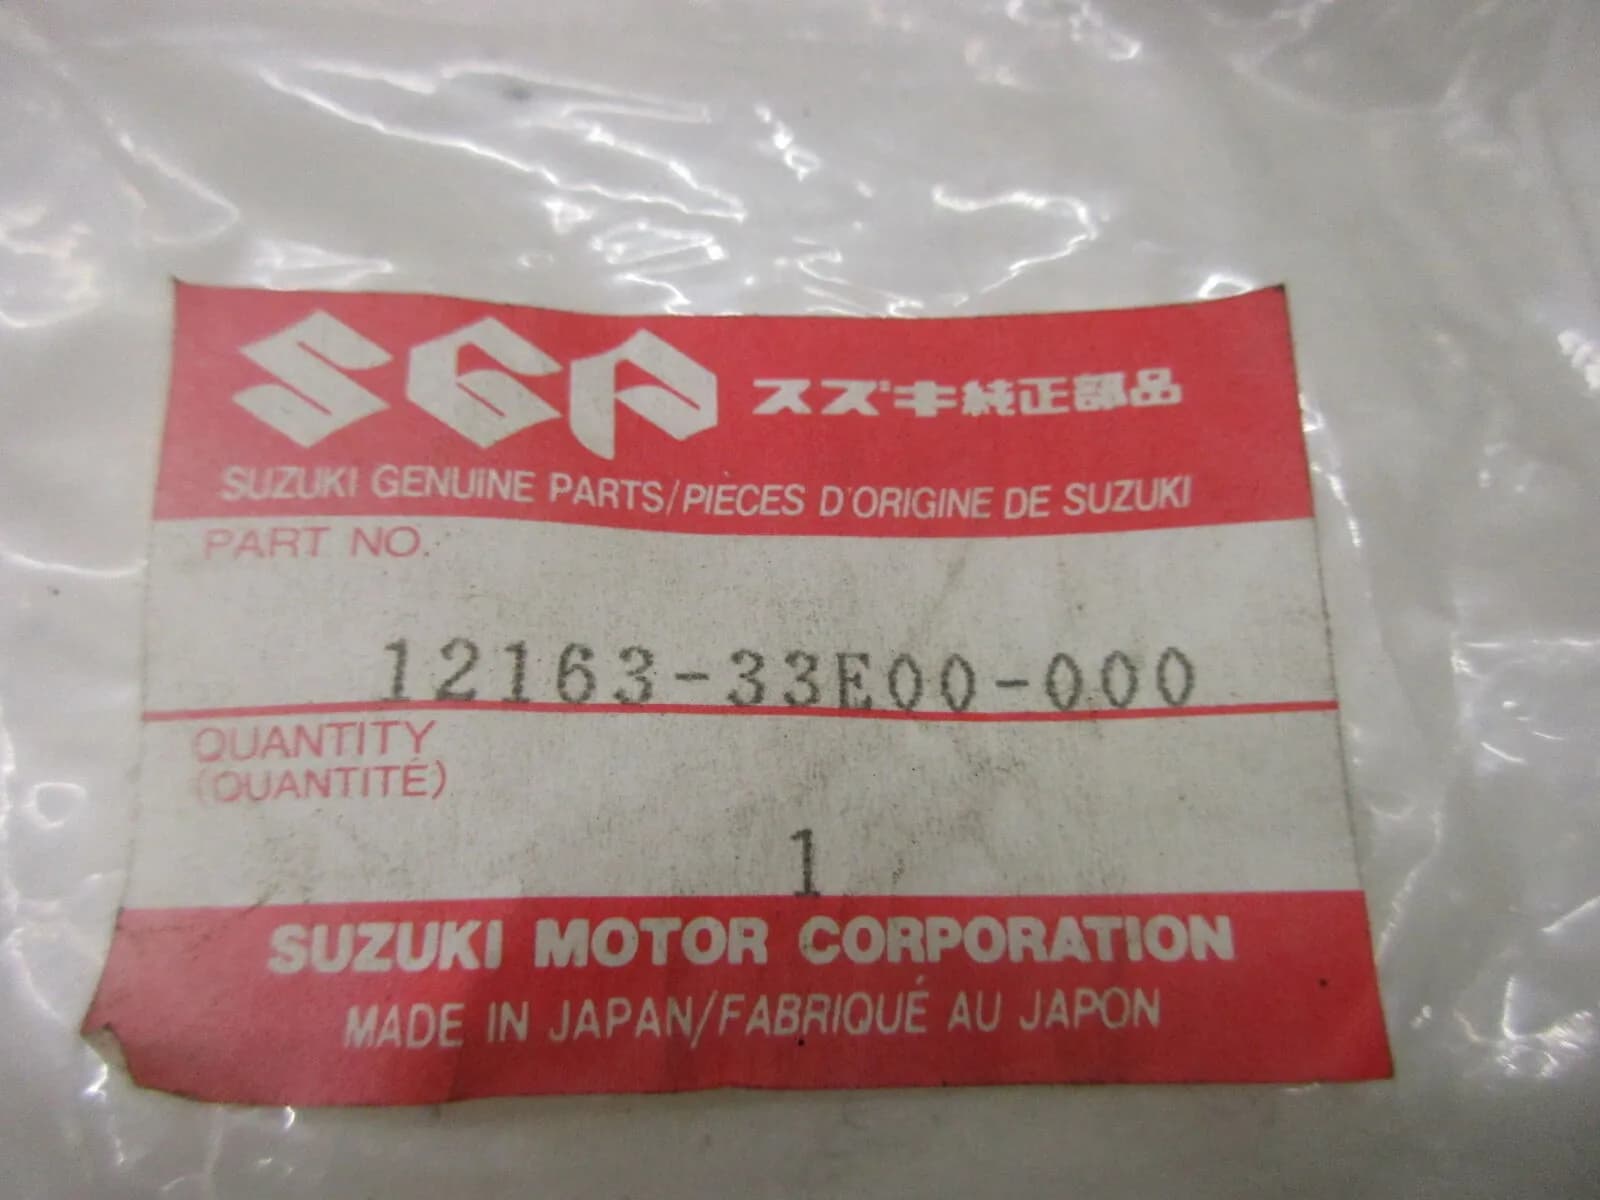 SGP スズキ純正部品
SUZUKI GENUINE PARTS/PIÈCES D'ORIGINE DE SUZUKI
PART NO.
12163-33E00-000
QUANTITY
(QUANTITÉ)
1
SUZUKI MOTOR CORPORATION
MADE IN JAPAN/FABRIQUÉ AU JAPON